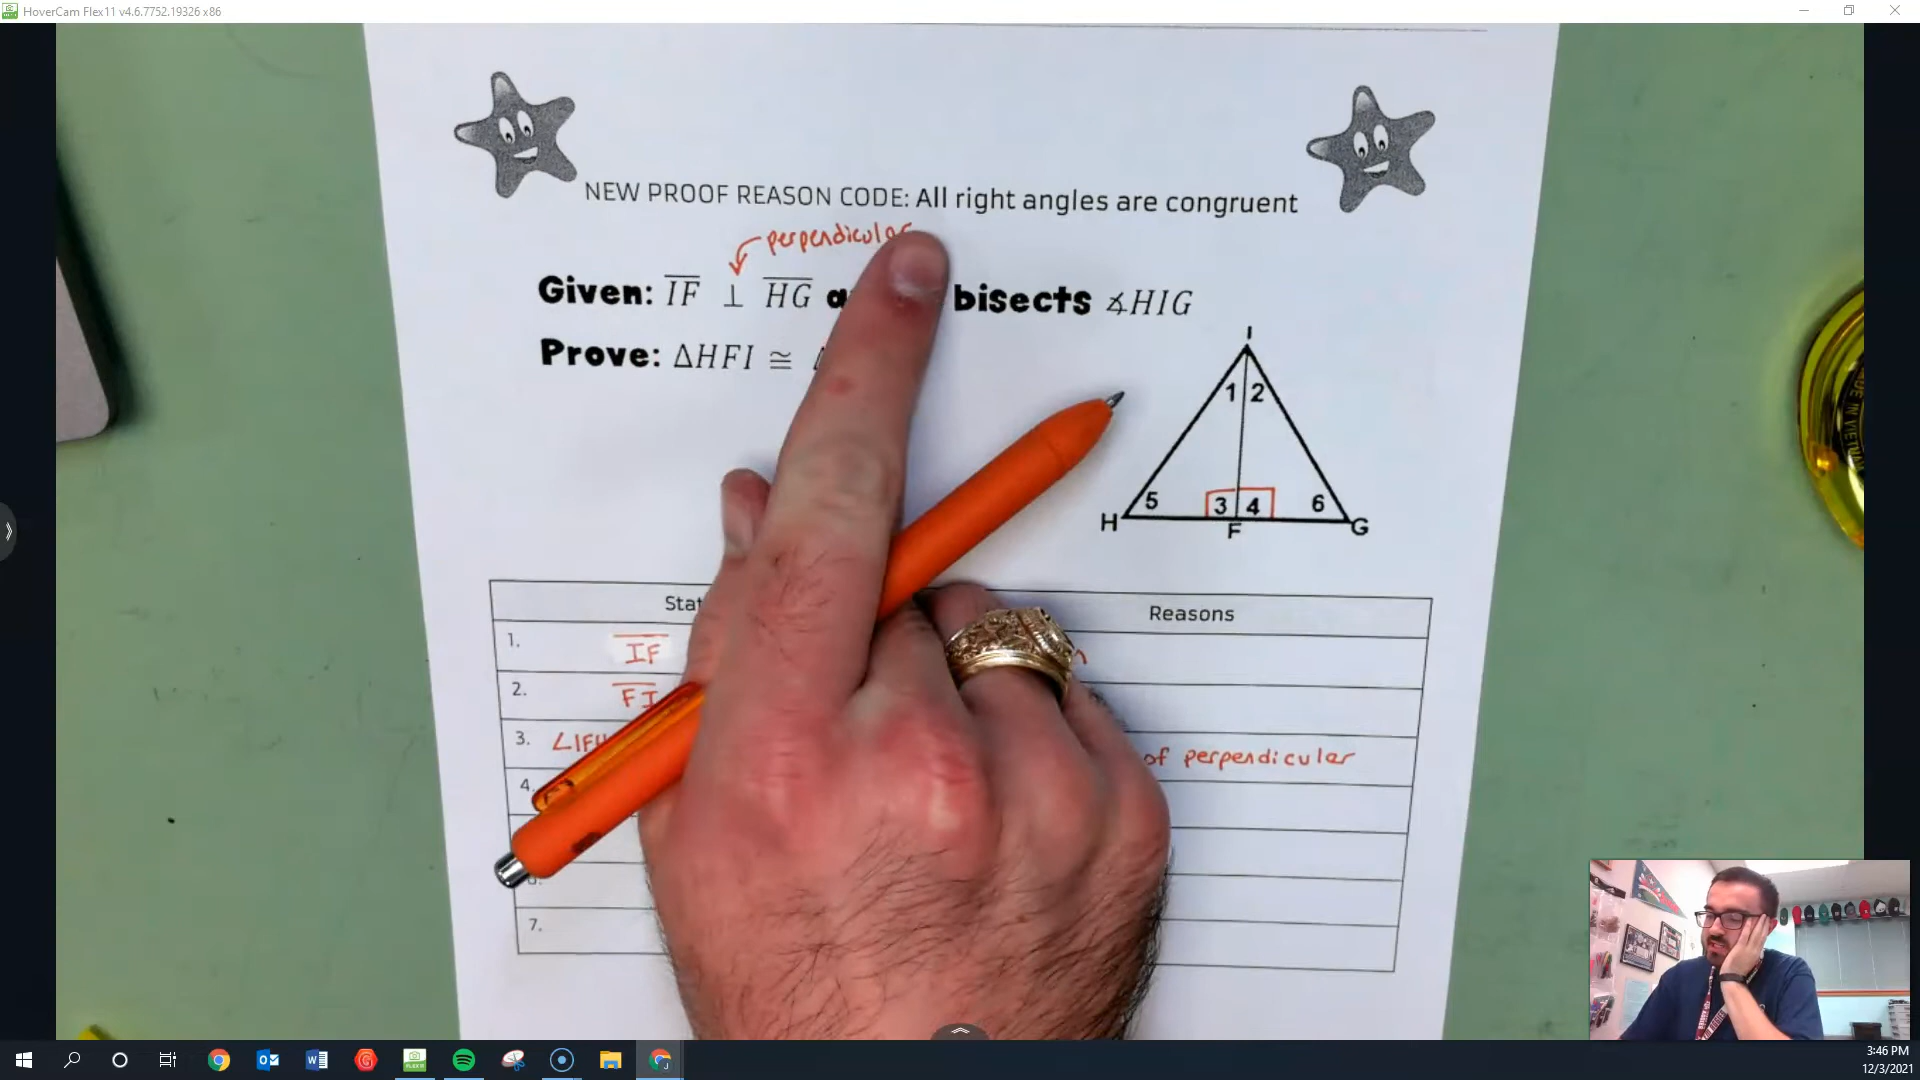 HoverCam Flex11 v4.6.7752.19326 x86
NEW PROOF REASON CODE: All right angles are congruent
perpendicular
Given: IF ⊥ HG bisects ∡HIG
Prove: ΔHFI ≅
I
1 2
5 3 4 6
H F G
Reasons
1. IF
2. FI
3. ∠IFH of perpendicular
4.
7.
3:46 PM
12/3/2021